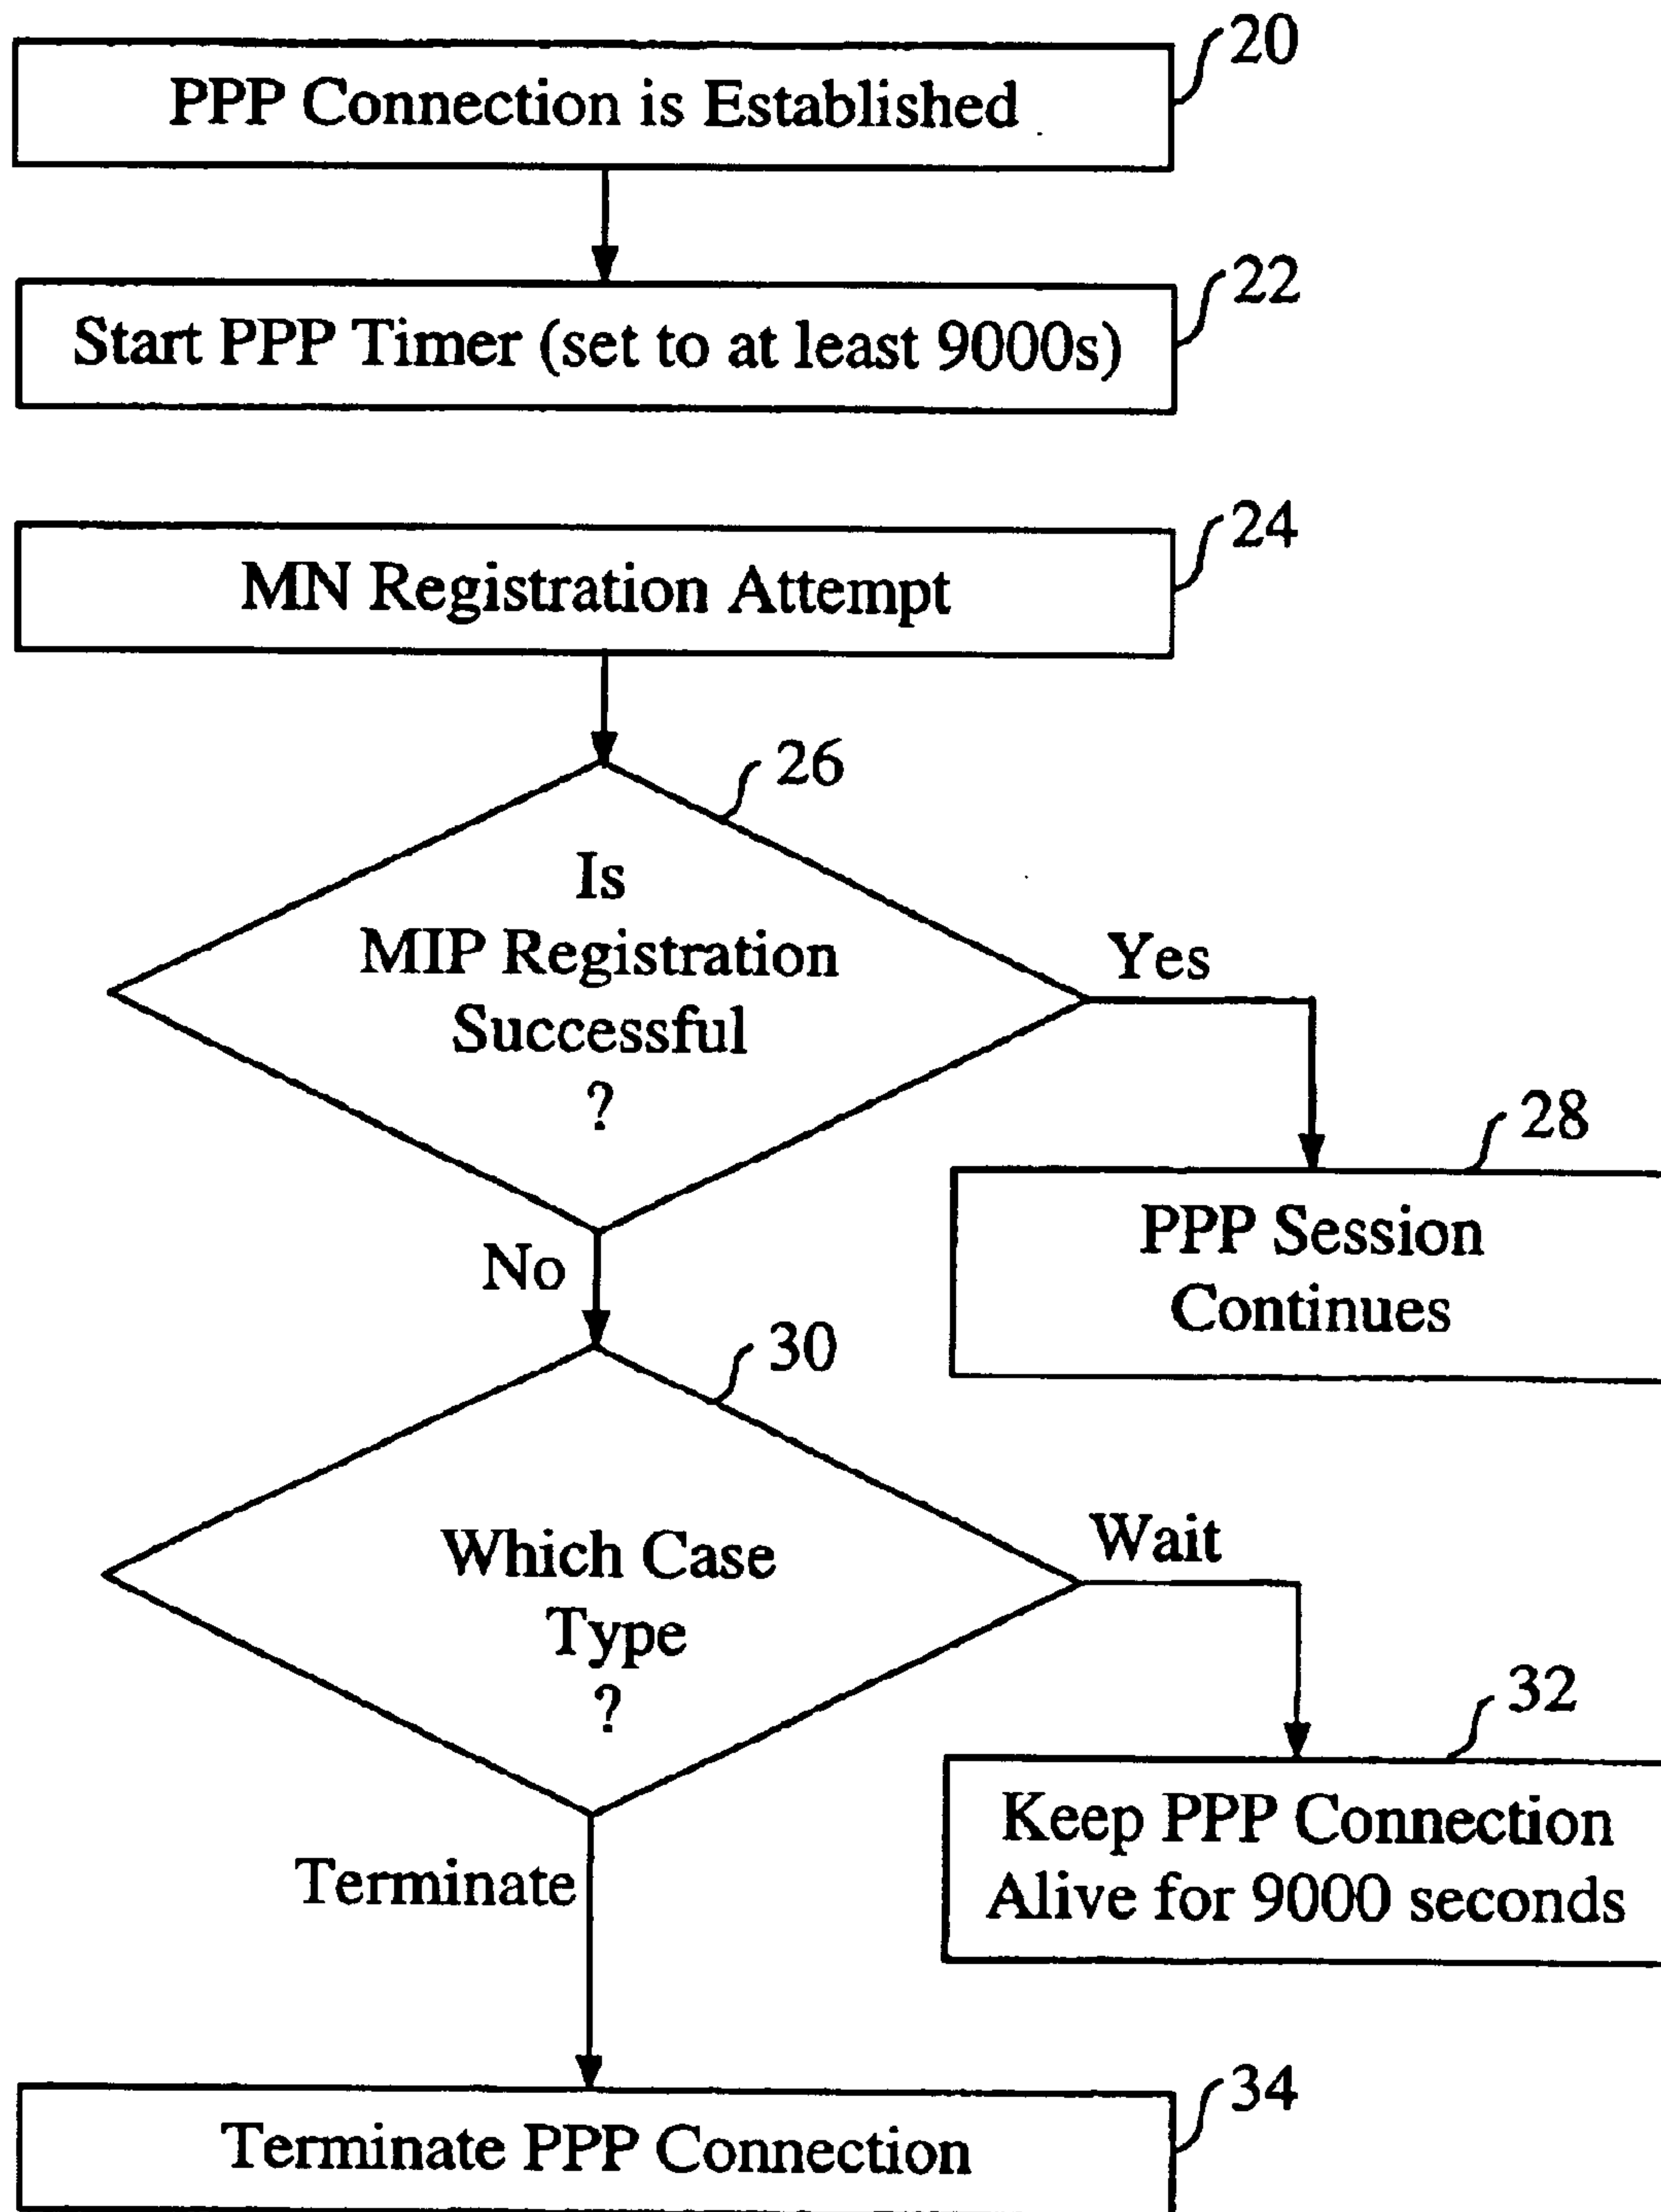 20
PPP Connection is Established
22
Start PPP Timer (set to at least 9000s)
24
MN Registration Attempt
26
Is
MIP Registration
Successful
?
Yes
28
PPP Session
Continues
No
30
Which Case
Type
?
Wait
32
Keep PPP Connection
Alive for 9000 seconds
Terminate
34
Terminate PPP Connection